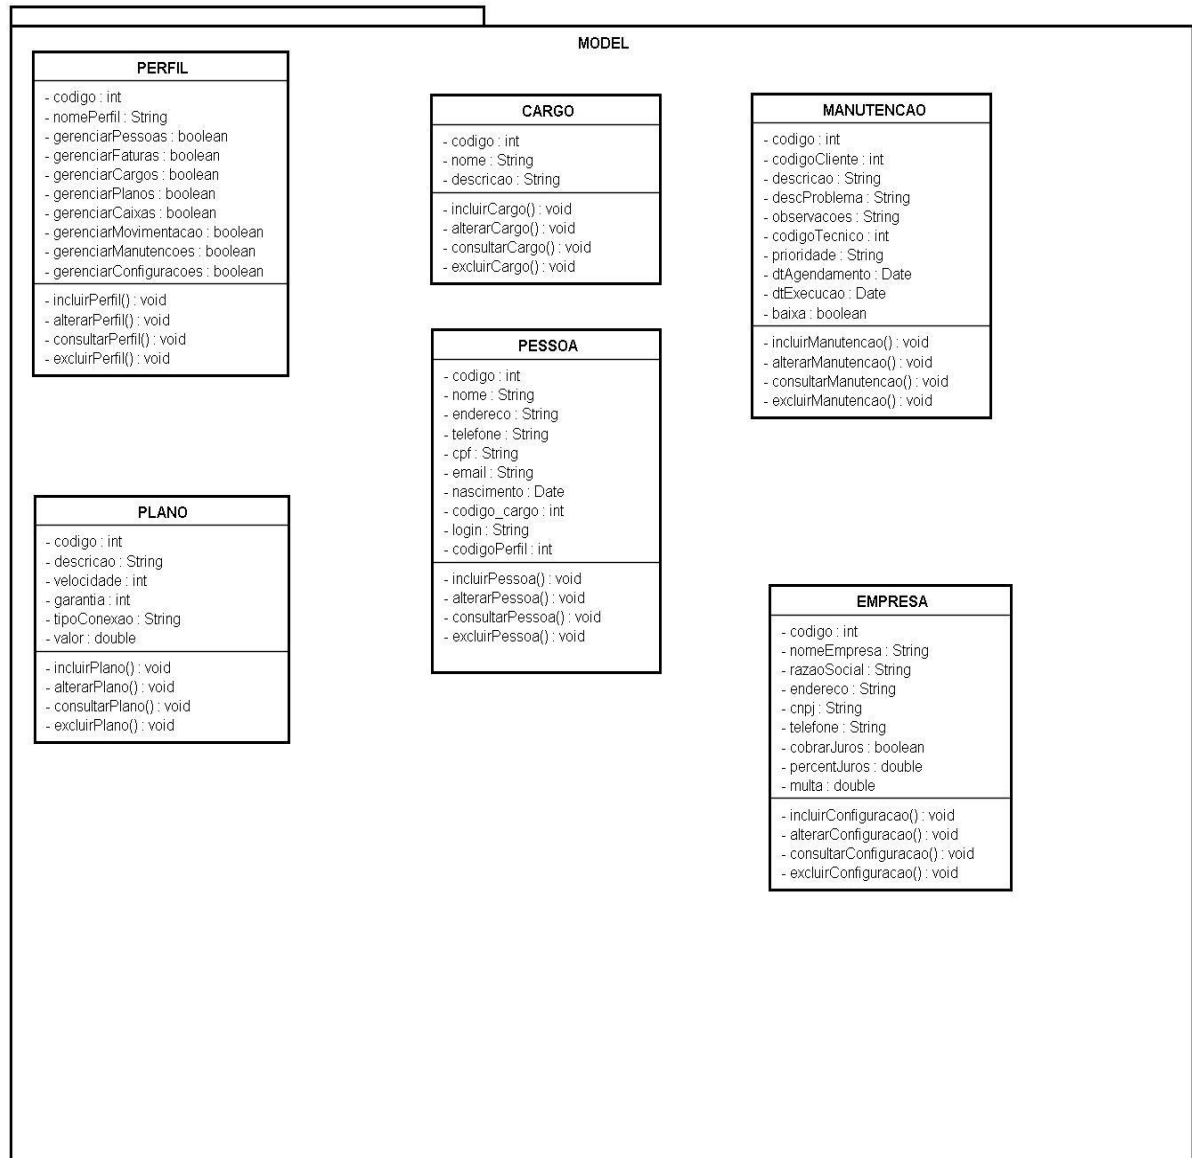 MODEL
PERFIL
- codigo : int
- nomePerfil : String
- gerenciarPessoas : boolean
- gerenciarFaturas : boolean
- gerenciarCargos : boolean
- gerenciarPlanos : boolean
- gerenciarCaixas : boolean
- gerenciarMovimentacao : boolean
- gerenciarManutencoes : boolean
- gerenciarConfiguracoes : boolean
- incluirPerfil() : void
- alterarPerfil() : void
- consultarPerfil() : void
- excluirPerfil() : void
CARGO
- codigo : int
- nome : String
- descricao : String
- incluirCargo() : void
- alterarCargo() : void
- consultarCargo() : void
- excluirCargo() : void
MANUTENCAO
- codigo : int
- codigoCliente : int
- descricao : String
- descProblema : String
- observacoes : String
- codigoTecnico : int
- prioridade : String
- dtAgendamento : Date
- dtExecucao : Date
- baixa : boolean
- incluirManutencao() : void
- alterarManutencao() : void
- consultarManutencao() : void
- excluirManutencao() : void
PESSOA
- codigo : int
- nome : String
- endereco : String
- telefone : String
- cpf : String
- email : String
- nascimento : Date
- codigo_cargo : int
- login : String
- codigoPerfil : int
- incluirPessoa() : void
- alterarPessoa() : void
- consultarPessoa() : void
- excluirPessoa() : void
PLANO
- codigo : int
- descricao : String
- velocidade : int
- garantia : int
- tipoConexao : String
- valor : double
- incluirPlano() : void
- alterarPlano() : void
- consultarPlano() : void
- excluirPlano() : void
EMPRESA
- codigo : int
- nomeEmpresa : String
- razaoSocial : String
- endereco : String
- cnpj : String
- telefone : String
- cobrarJuros : boolean
- percentJuros : double
- multa : double
- incluirConfiguracao() : void
- alterarConfiguracao() : void
- consultarConfiguracao() : void
- excluirConfiguracao() : void